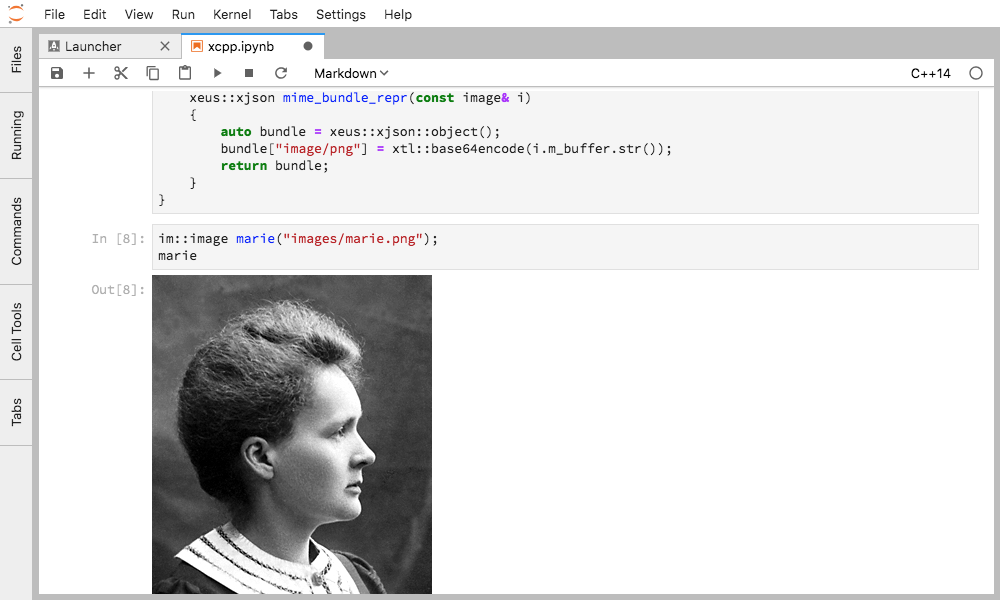 File Edit View Run Kernel Tabs Settings Help
Launcher xcpp.ipynb
Markdown C++14
Files
Running
Commands
Cell Tools
Tabs
xeus::xjson mime_bundle_repr(const image& i)
{
auto bundle = xeus::xjson::object();
bundle["image/png"] = xtl::base64encode(i.m_buffer.str());
return bundle;
}
}
In [8]: im::image marie("images/marie.png");
marie
Out[8]: